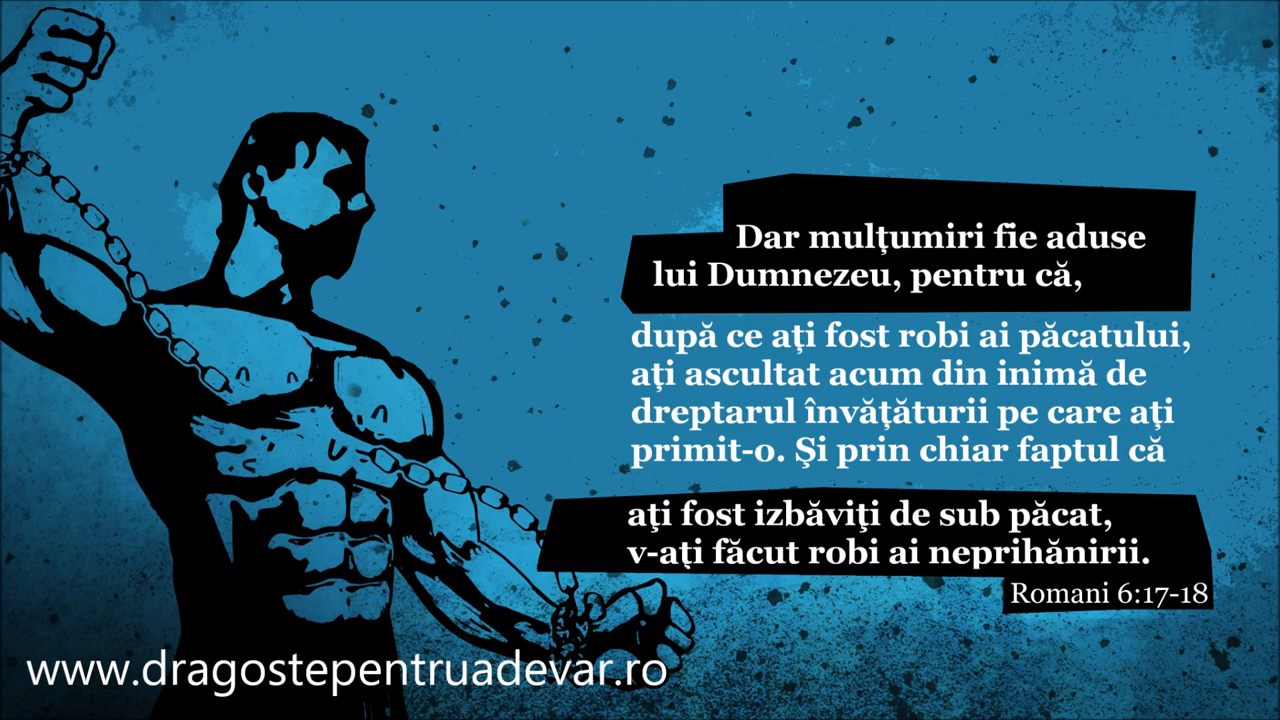 Dar mulţumiri fie aduse
lui Dumnezeu, pentru că,
după ce aţi fost robi ai păcatului,
aţi ascultat acum din inimă de
dreptarul învăţăturii pe care aţi
primit-o. Şi prin chiar faptul că
aţi fost izbăviţi de sub păcat,
v-aţi făcut robi ai neprihănirii.
Romani 6:17-18
www.dragostepentruadevar.ro